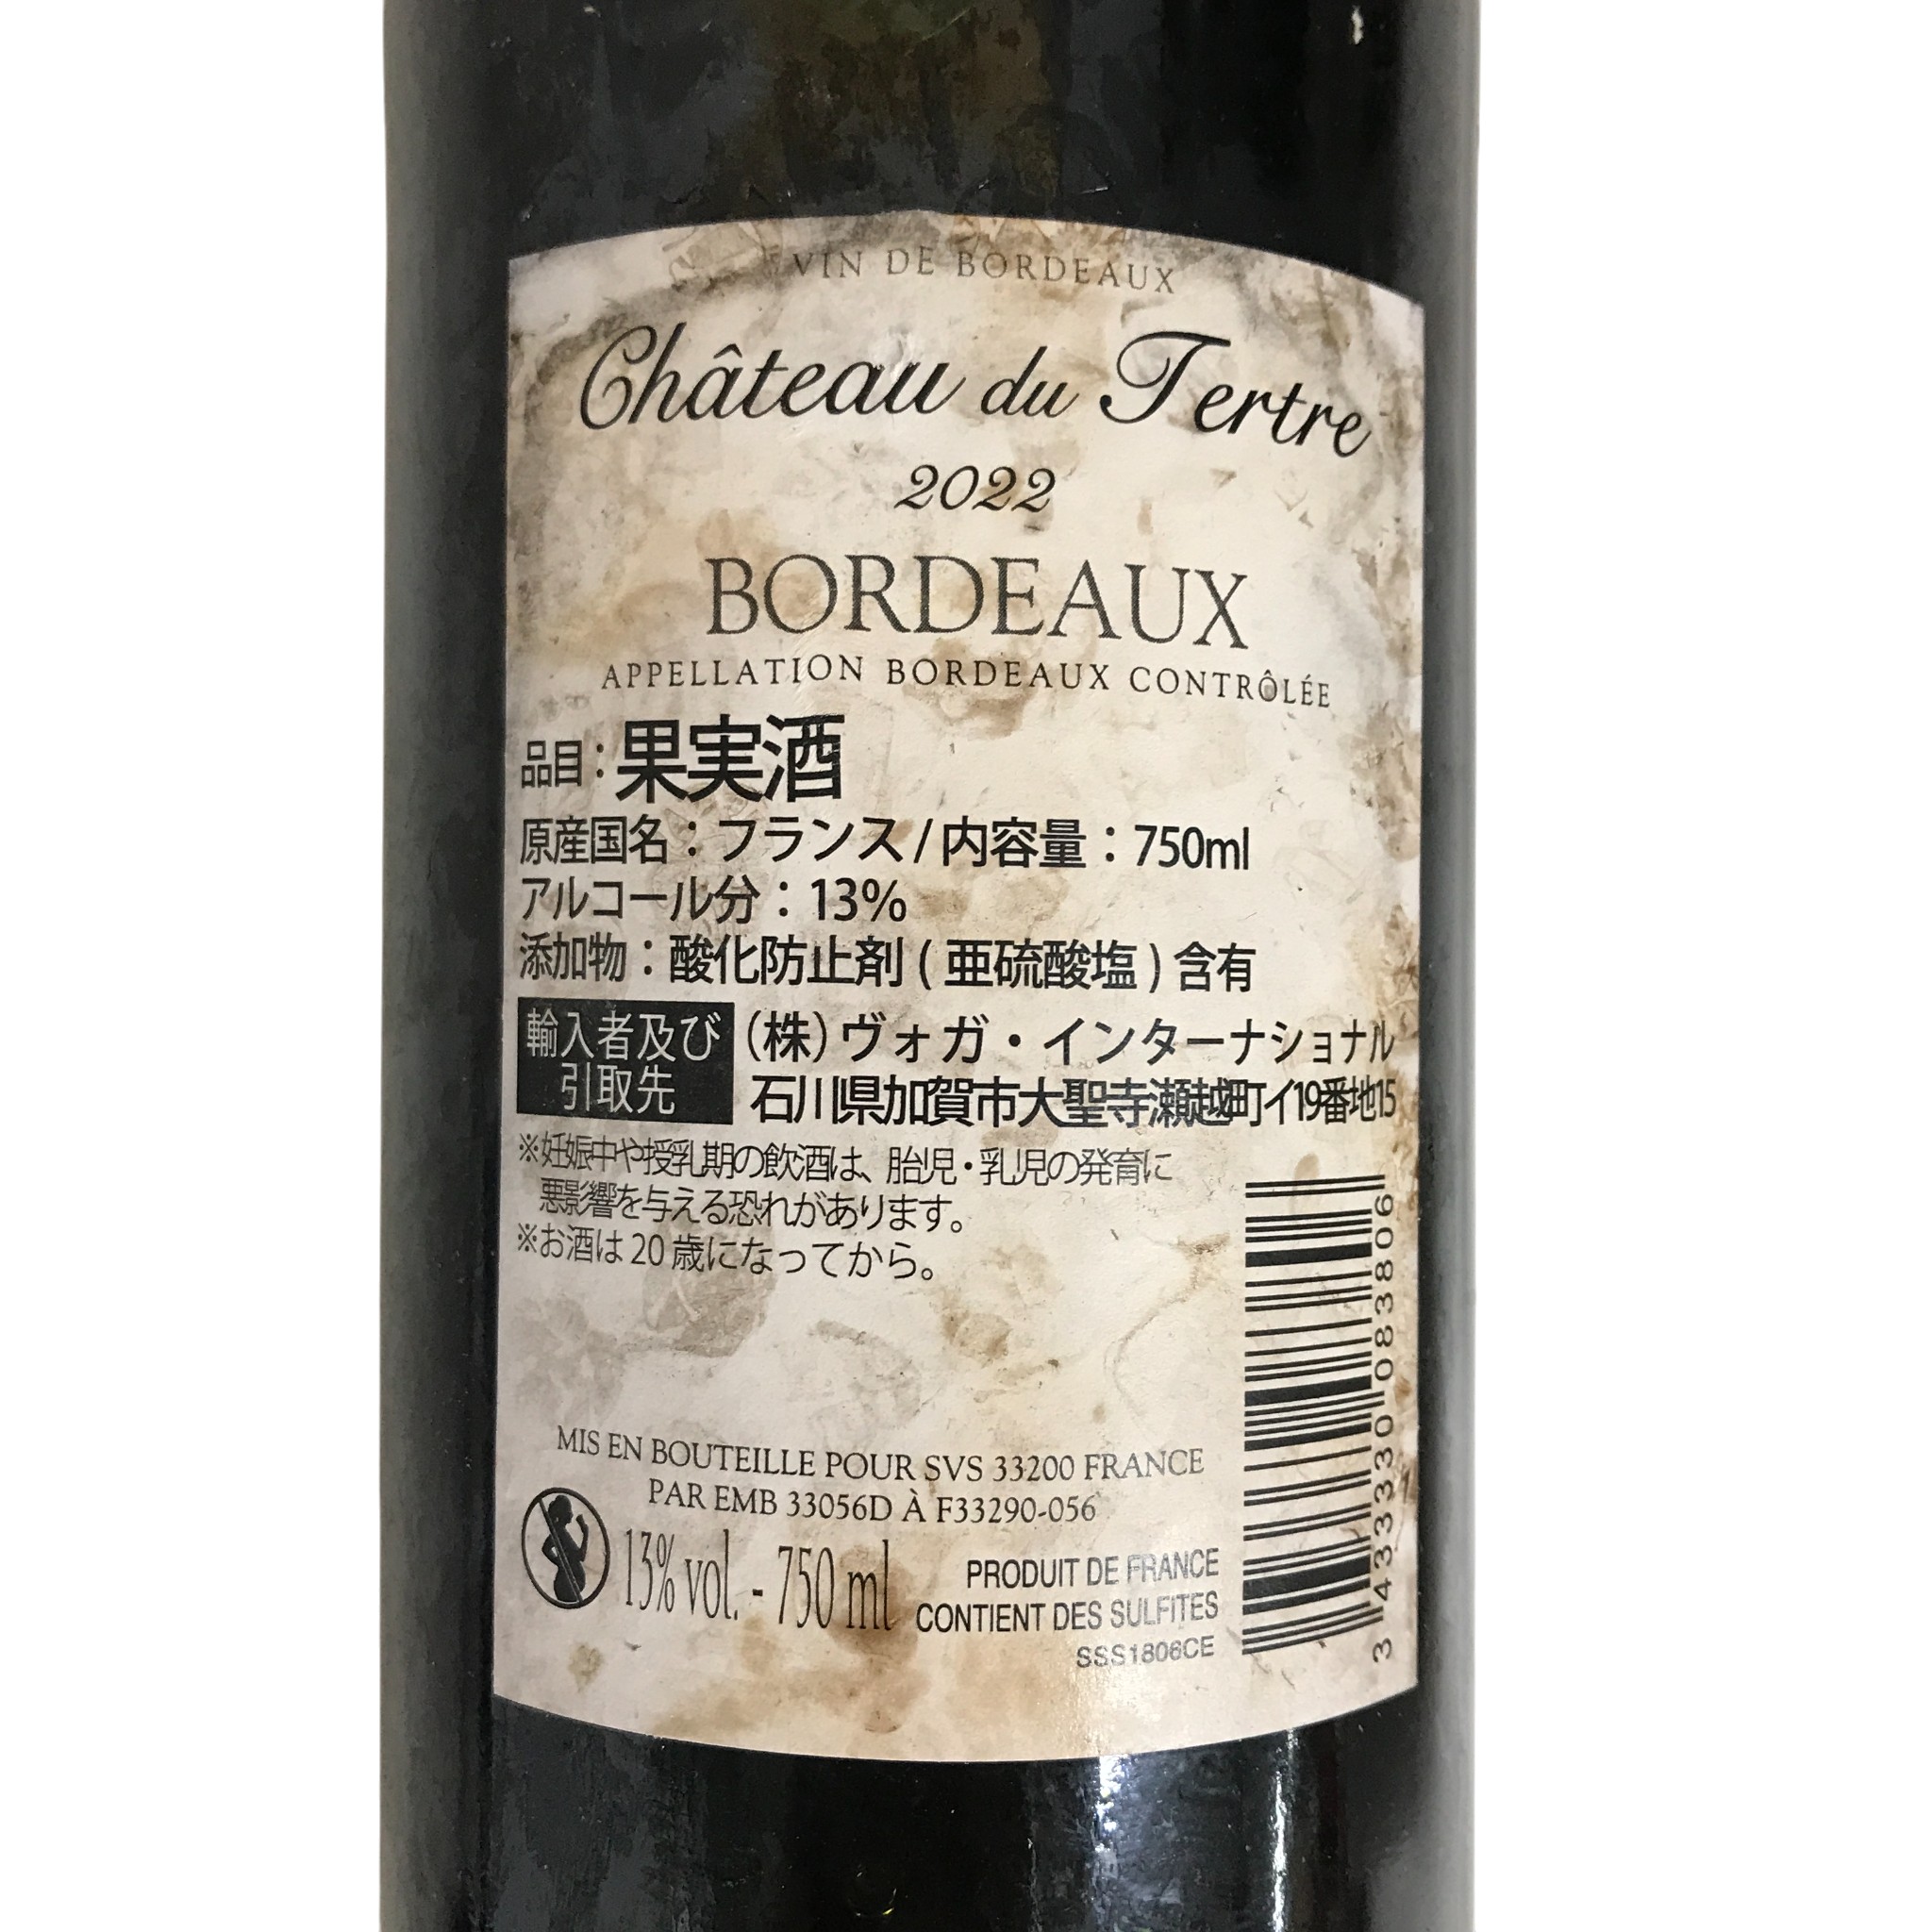 VIN DE BORDEAUX
Château du Tertre
2022
BORDEAUX
APPELLATION BORDEAUX CONTRÔLÉE
品目:果実酒
原産国名:フランス/内容量:750ml
アルコール分:13%
添加物:酸化防止剤(亜硫酸塩)含有
輸入者及び
引取先
(株)ヴォガ・インターナショナル
石川県加賀市大聖寺瀬越町イ19番地15
※妊娠中や授乳期の飲酒は、胎児・乳児の発育に
悪影響を与える恐れがあります。
※お酒は20歳になってから。
MIS EN BOUTEILLE POUR SVS 33200 FRANCE
PAR EMB 33056D À F33290-056
13% vol. - 750 ml
PRODUIT DE FRANCE
CONTIENT DES SULFITES
SSS1806CE
3 433330 083806